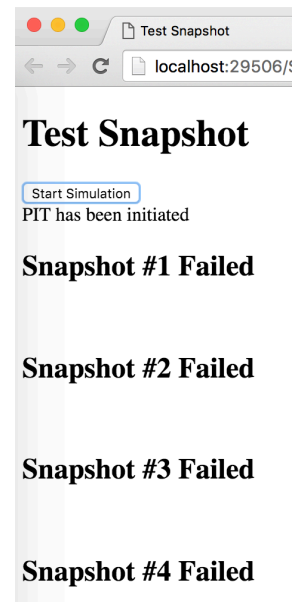 Test Snapshot
localhost:29506/S
Test Snapshot
Start Simulation
PIT has been initiated
Snapshot #1 Failed
Snapshot #2 Failed
Snapshot #3 Failed
Snapshot #4 Failed